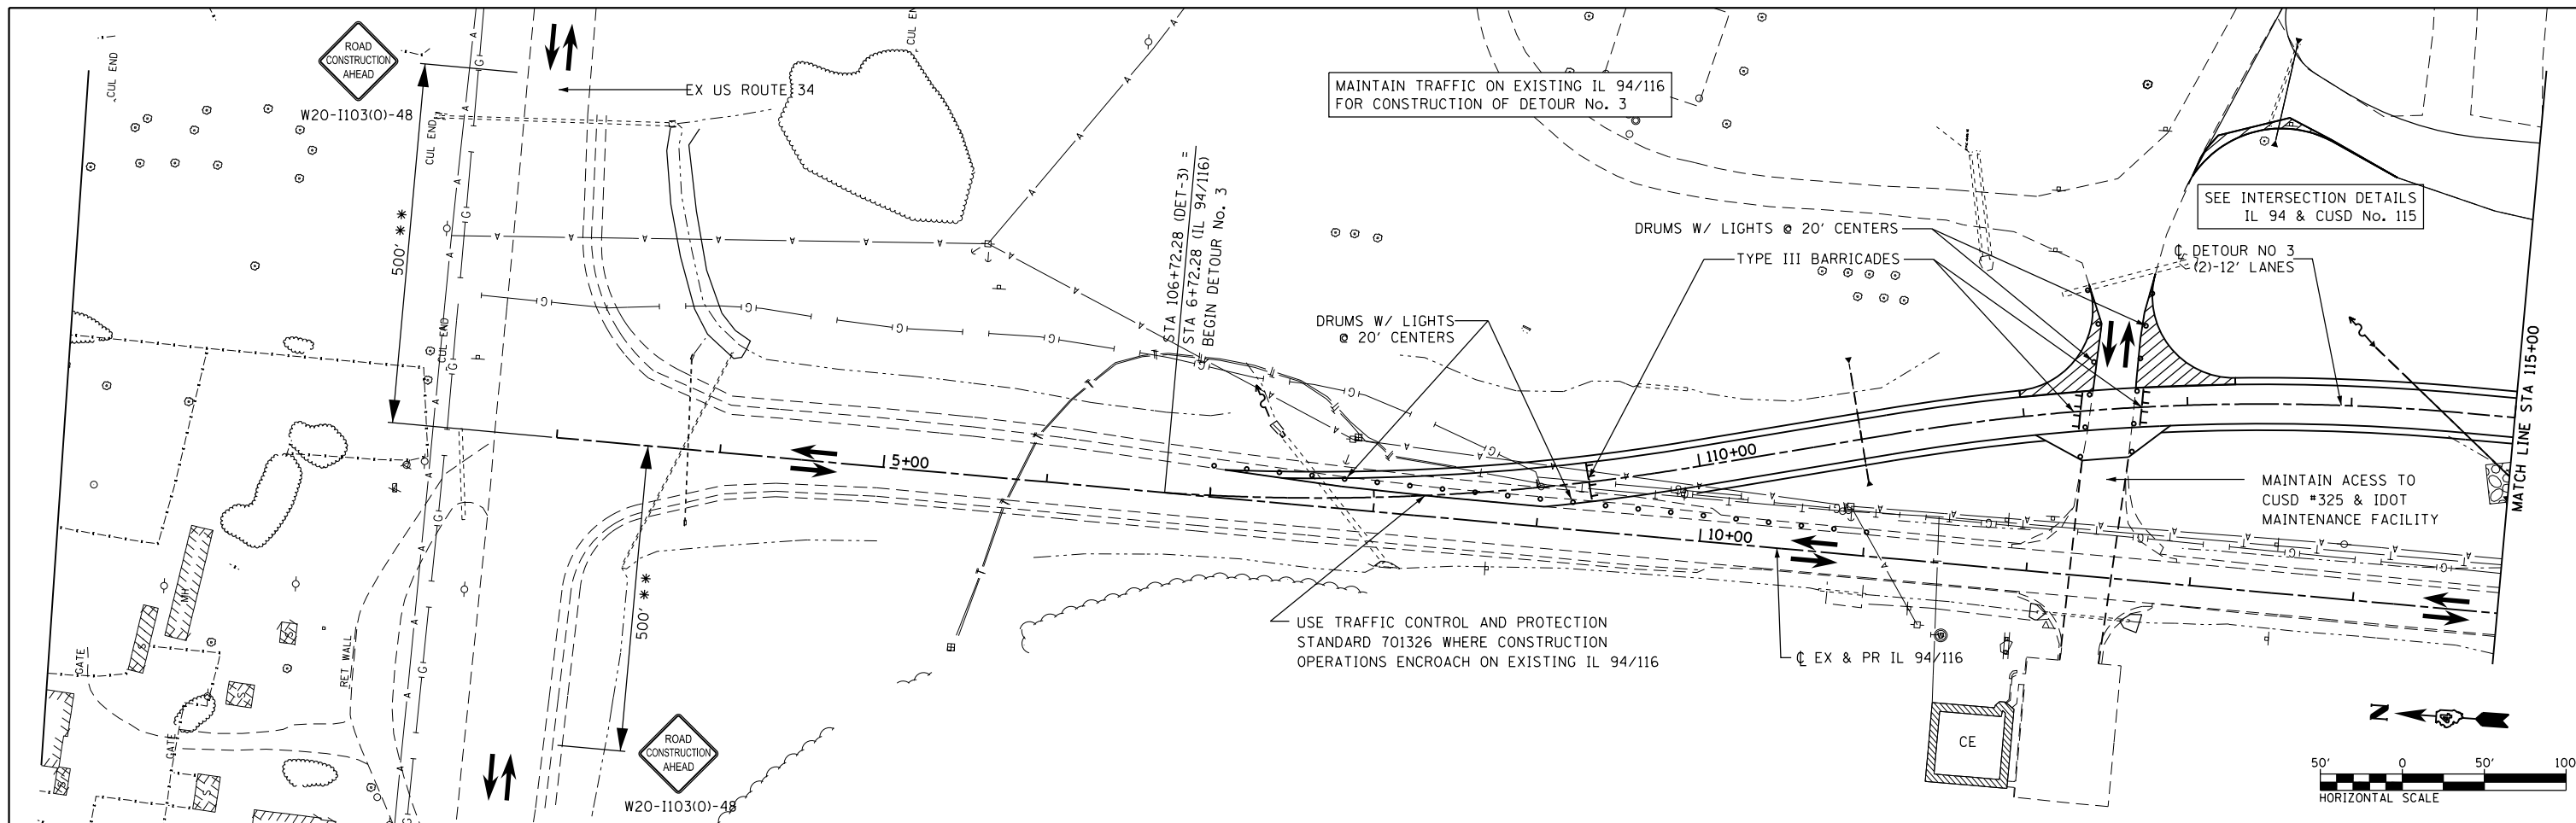 ROAD
CONSTRUCTION
AHEAD
W20-I103(O)-48
CUL END
CUL END
CUL END
EX US ROUTE 34
500' * *
MAINTAIN TRAFFIC ON EXISTING IL 94/116
FOR CONSTRUCTION OF DETOUR No. 3
STA 106+72.28 (DET-3) =
STA 6+72.28 (IL 94/116)
BEGIN DETOUR No. 3
DRUMS W/ LIGHTS @ 20' CENTERS
TYPE III BARRICADES
DRUMS W/ LIGHTS
@ 20' CENTERS
SEE INTERSECTION DETAILS
IL 94 & CUSD No. 115
℄ DETOUR NO 3
(2)-12' LANES
MATCH LINE STA 115+00
CUL END
5+00
110+00
10+00
MAINTAIN ACESS TO
CUSD #325 & IDOT
MAINTENANCE FACILITY
500' * *
USE TRAFFIC CONTROL AND PROTECTION
STANDARD 701326 WHERE CONSTRUCTION
OPERATIONS ENCROACH ON EXISTING IL 94/116
℄ EX & PR IL 94/116
MH
S
S
S
S
S
GATE
GATE
RET WALL
ROAD
CONSTRUCTION
AHEAD
W20-I103(O)-48
CE
N
50' 0 50' 100
HORIZONTAL SCALE